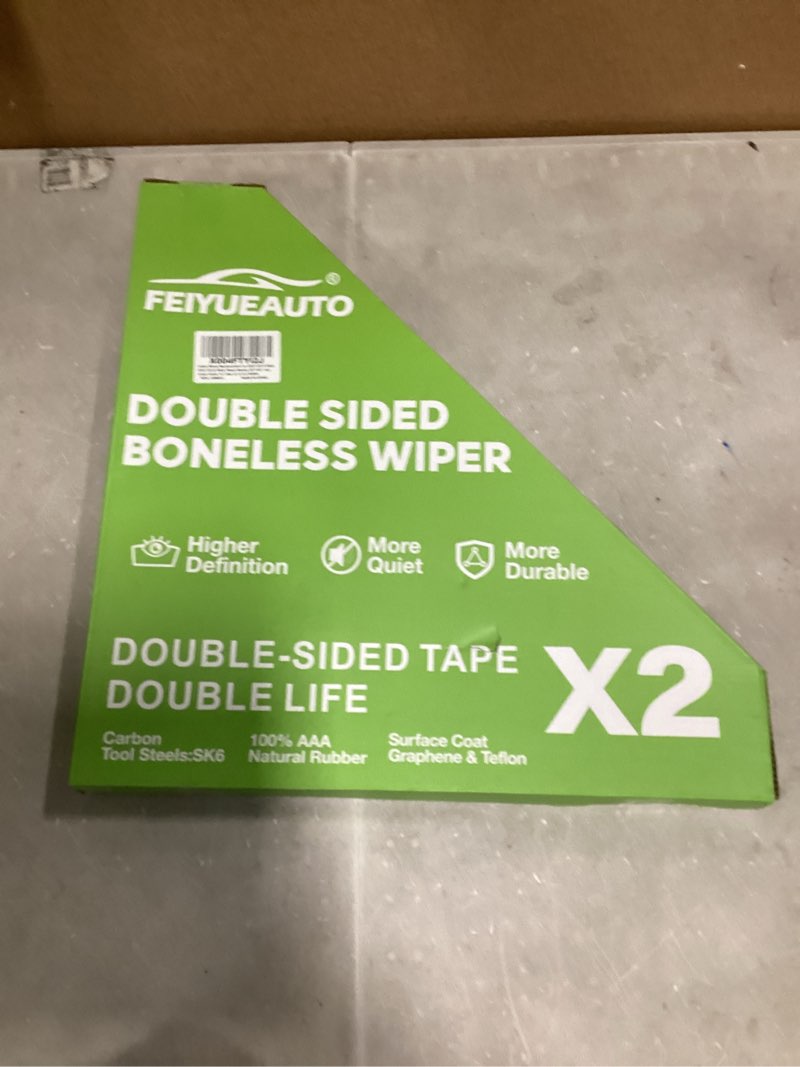 ®
FEIYUEAUTO
DOUBLE SIDED
BONELESS WIPER
Higher
Definition
More
Quiet
More
Durable
DOUBLE-SIDED TAPE
DOUBLE LIFE
X2
Carbon
Tool Steels:SK6
100% AAA
Natural Rubber
Surface Coat
Graphene & Teflon